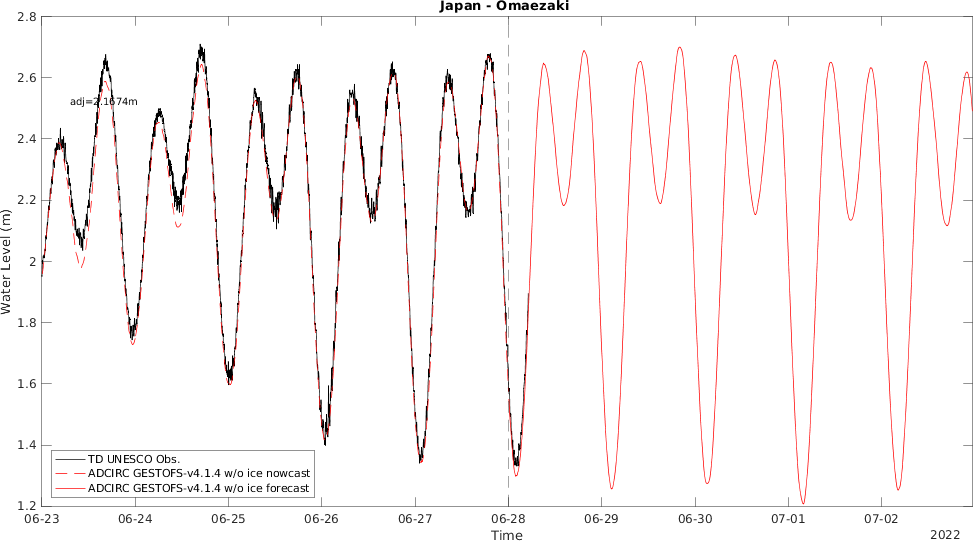 Japan - Omaezaki
2.8
2.6
2.4
2.2
2
1.8
1.6
1.4
1.2
Water Level (m)
adj=2.1674m
TD UNESCO Obs.
ADCIRC GESTOFS-v4.1.4 w/o ice nowcast
ADCIRC GESTOFS-v4.1.4 w/o ice forecast
06-23 06-24 06-25 06-26 06-27 06-28 06-29 06-30 07-01 07-02
Time
2022